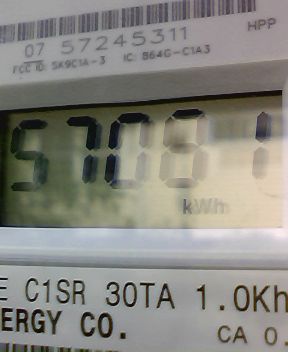 HPP
07 57245311
FCC ID: SK9C1A-3 IC: 864G-C1A3
57081
kWh
E C1SR 30TA 1.0Kh
ERGY CO.
CA 0.